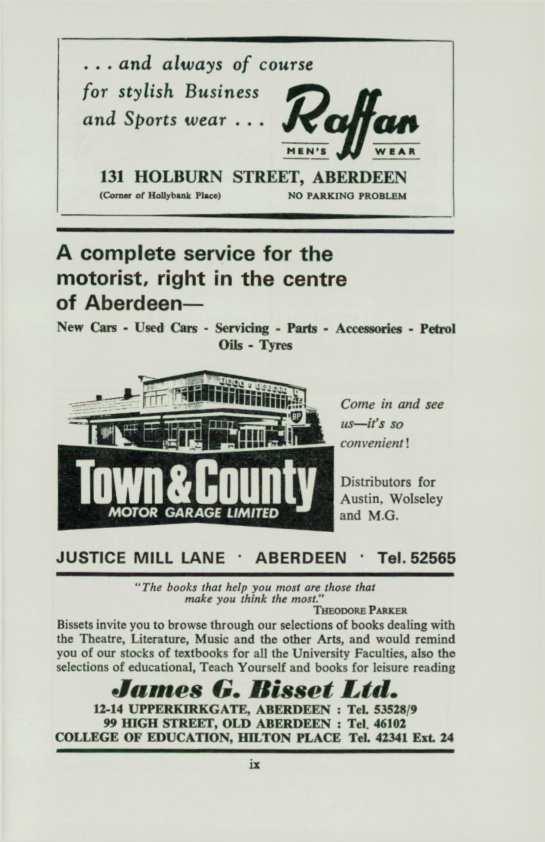 ... and always of course
for stylish Business
and Sports wear ...
Raffan
MEN'S WEAR
131 HOLBURN STREET, ABERDEEN
(Corner of Hollybank Place) NO PARKING PROBLEM
A complete service for the
motorist, right in the centre
of Aberdeen—
New Cars - Used Cars - Servicing - Parts - Accessories - Petrol
Oils - Tyres
BP
Come in and see
us—it's so
convenient!
Town & County
MOTOR GARAGE LIMITED
Distributors for
Austin, Wolseley
and M.G.
JUSTICE MILL LANE · ABERDEEN · Tel. 52565
"The books that help you most are those that
make you think the most."
THEODORE PARKER
Bissets invite you to browse through our selections of books dealing with
the Theatre, Literature, Music and the other Arts, and would remind
you of our stocks of textbooks for all the University Faculties, also the
selections of educational, Teach Yourself and books for leisure reading
James G. Bisset Ltd.
12-14 UPPERKIRKGATE, ABERDEEN : Tel. 53528/9
99 HIGH STREET, OLD ABERDEEN : Tel. 46102
COLLEGE OF EDUCATION, HILTON PLACE Tel. 42341 Ext. 24
ix